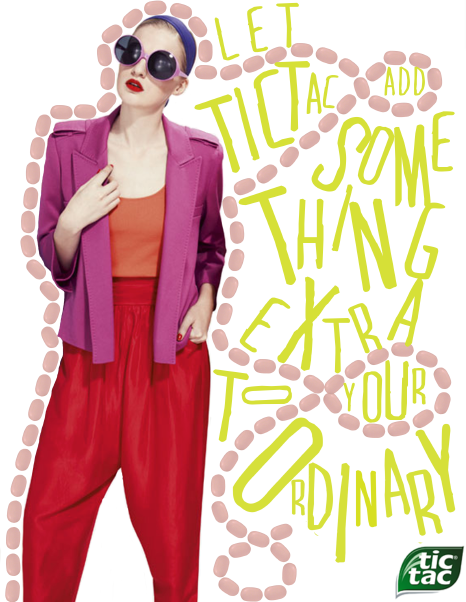 LET
TICTAC ADD
SOME
THING
EXTRA
TO YOUR
ORDINARY
tic
tac